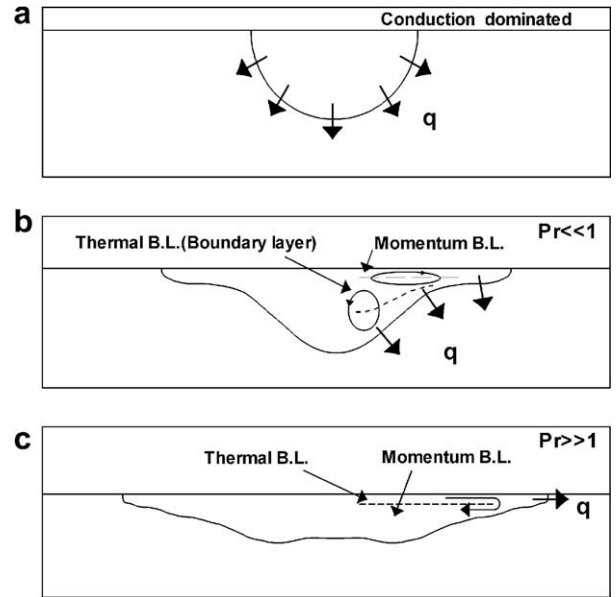 a
Conduction dominated
q
b
Thermal B.L.(Boundary layer)
Momentum B.L.
Pr<<1
q
c
Pr>>1
Thermal B.L.
Momentum B.L.
q